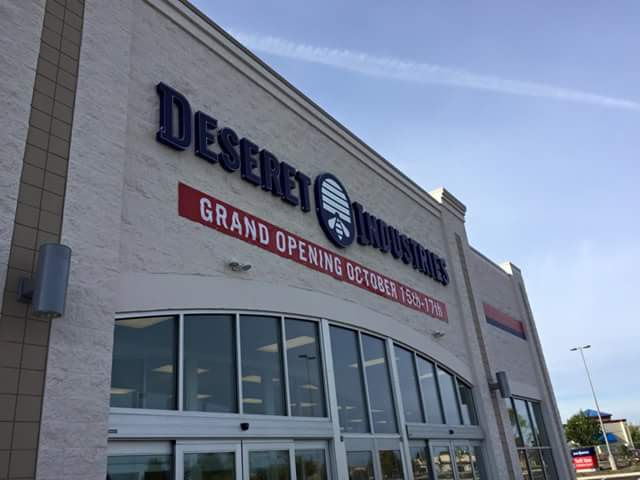 DESERET INDUSTRIES
GRAND OPENING OCTOBER 15th-17th